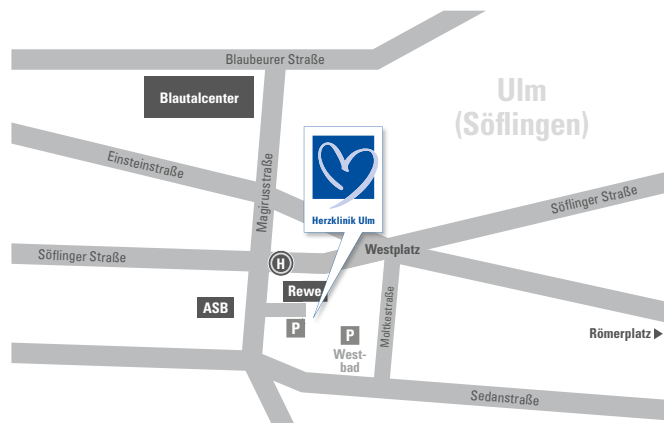 Blaubeurer Straße
Blautalcenter
Ulm
(Söflingen)
Einsteinstraße
Magirusstraße
Herzklinik Ulm
Söflinger Straße
Söflinger Straße
H
Westplatz
Rewe
ASB
P
P
West-
bad
Moltkestraße
Römerplatz
Sedanstraße